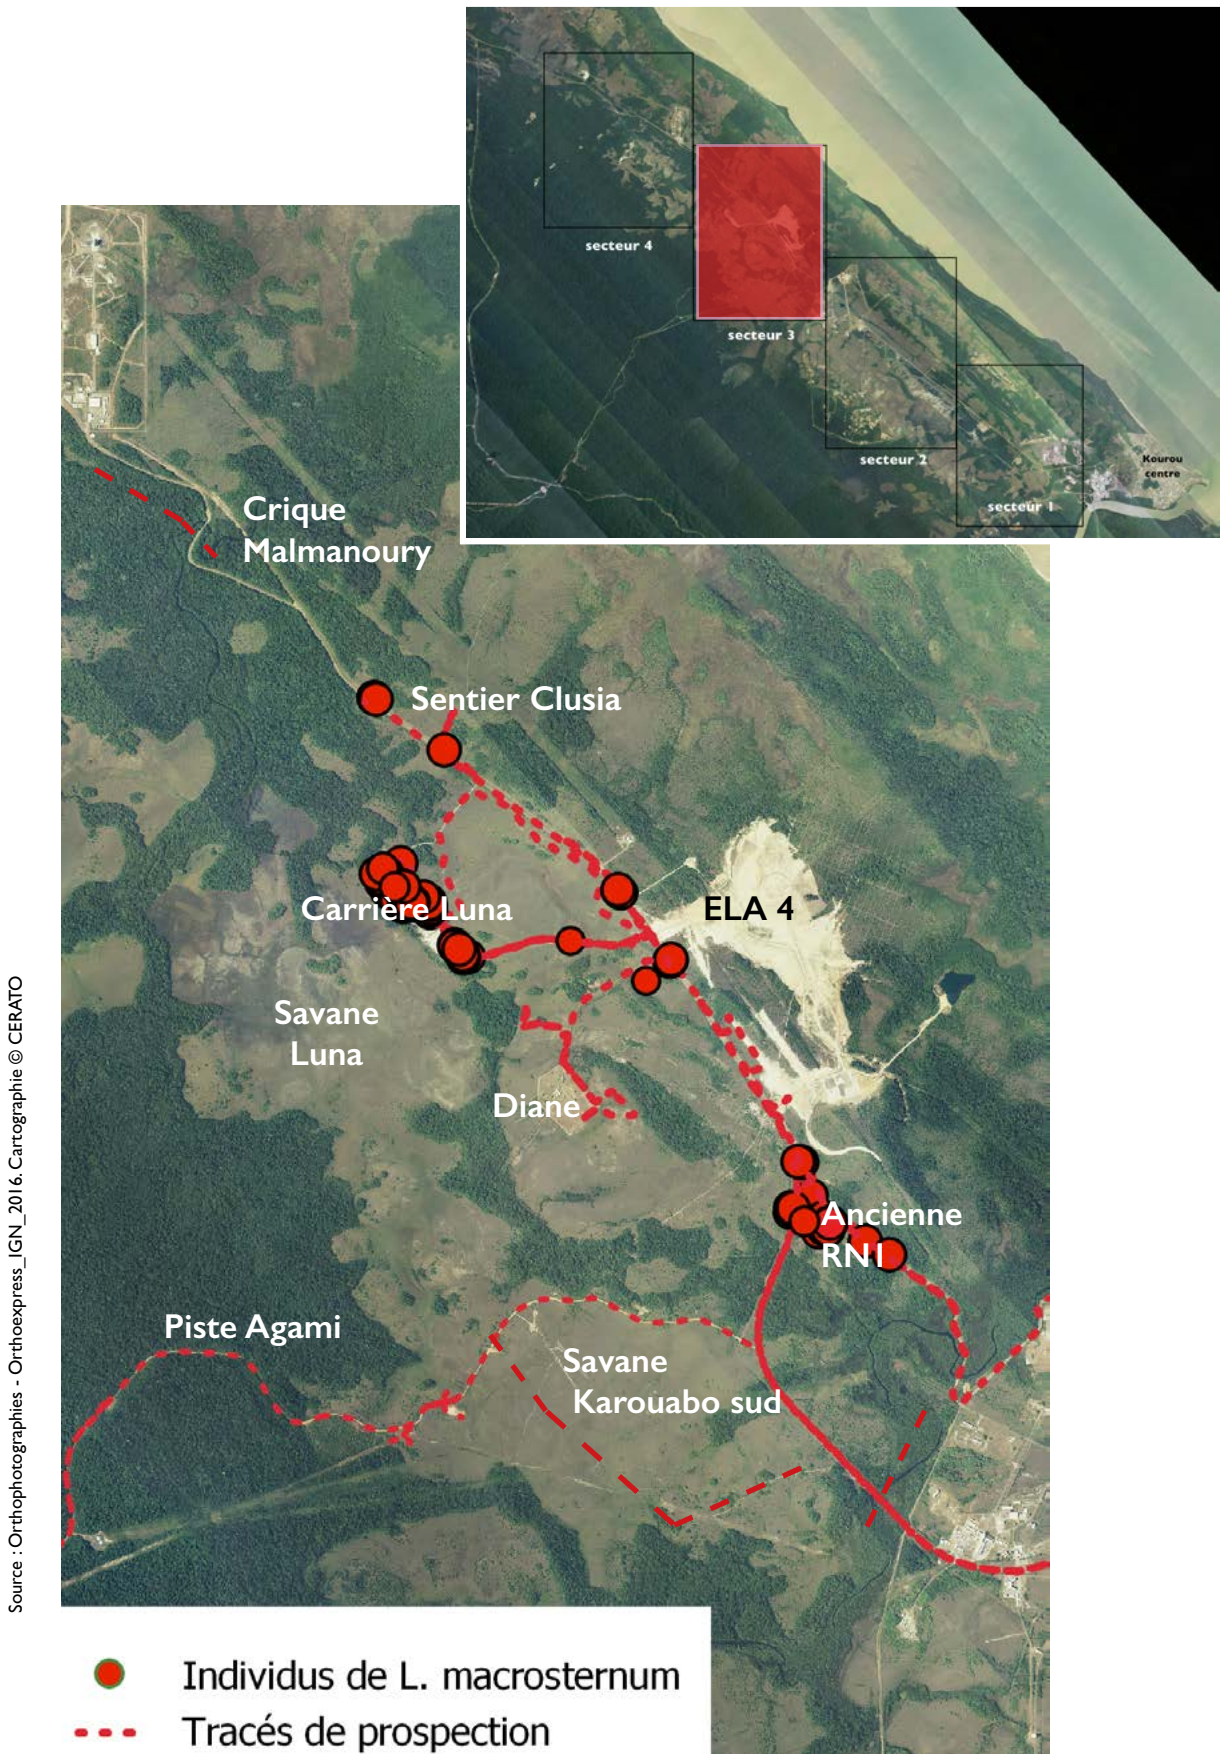 secteur 4
secteur 3
secteur 2
secteur 1
Kourou
centre
Crique
Malmanoury
Sentier Clusia
ELA 4
Carrière Luna
Savane
Luna
Diane
Ancienne
RN1
Piste Agami
Savane
Karouabo sud
Source : Orthophotographies - Orthoexpress_IGN_2016. Cartographie © CERATO
Individus de L. macrosternum
Tracés de prospection